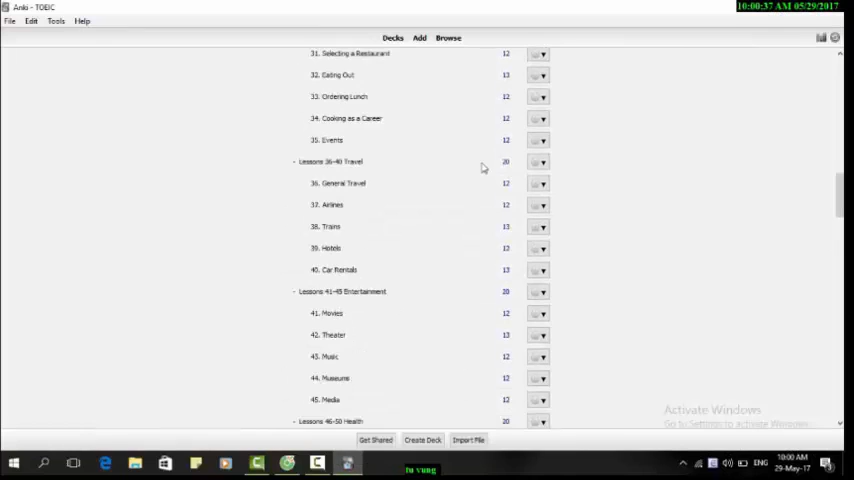 Anki - TOEIC
10:00:37 AM 05/29/2017
File Edit Tools Help
Decks Add Browse
31. Selecting a Restaurant 12
32. Eating Out 13
33. Ordering Lunch 12
34. Cooking as a Career 12
35. Events 12
- Lessons 36-40 Travel 20
36. General Travel 12
37. Airlines 12
38. Trains 13
39. Hotels 12
40. Car Rentals 13
- Lessons 41-45 Entertainment 20
41. Movies 12
42. Theater 13
43. Music 12
44. Museums 12
45. Media 12
- Lessons 46-50 Health 20
Activate Windows
Go to Settings to activate Windows.
Get Shared Create Deck Import File
ENG
10:00 AM
29-May-17
tu vung